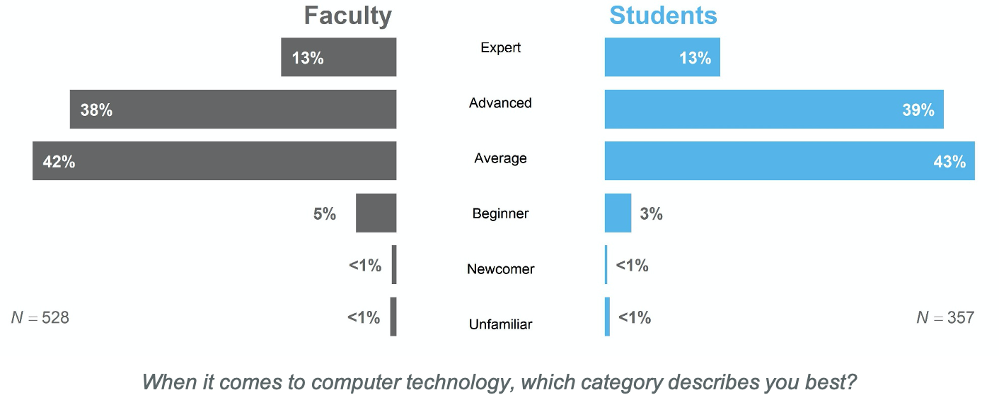 Faculty Students
13% Expert 13%
38% Advanced 39%
42% Average 43%
5% Beginner 3%
<1% Newcomer <1%
<1% Unfamiliar <1%
N = 528 N = 357
When it comes to computer technology, which category describes you best?